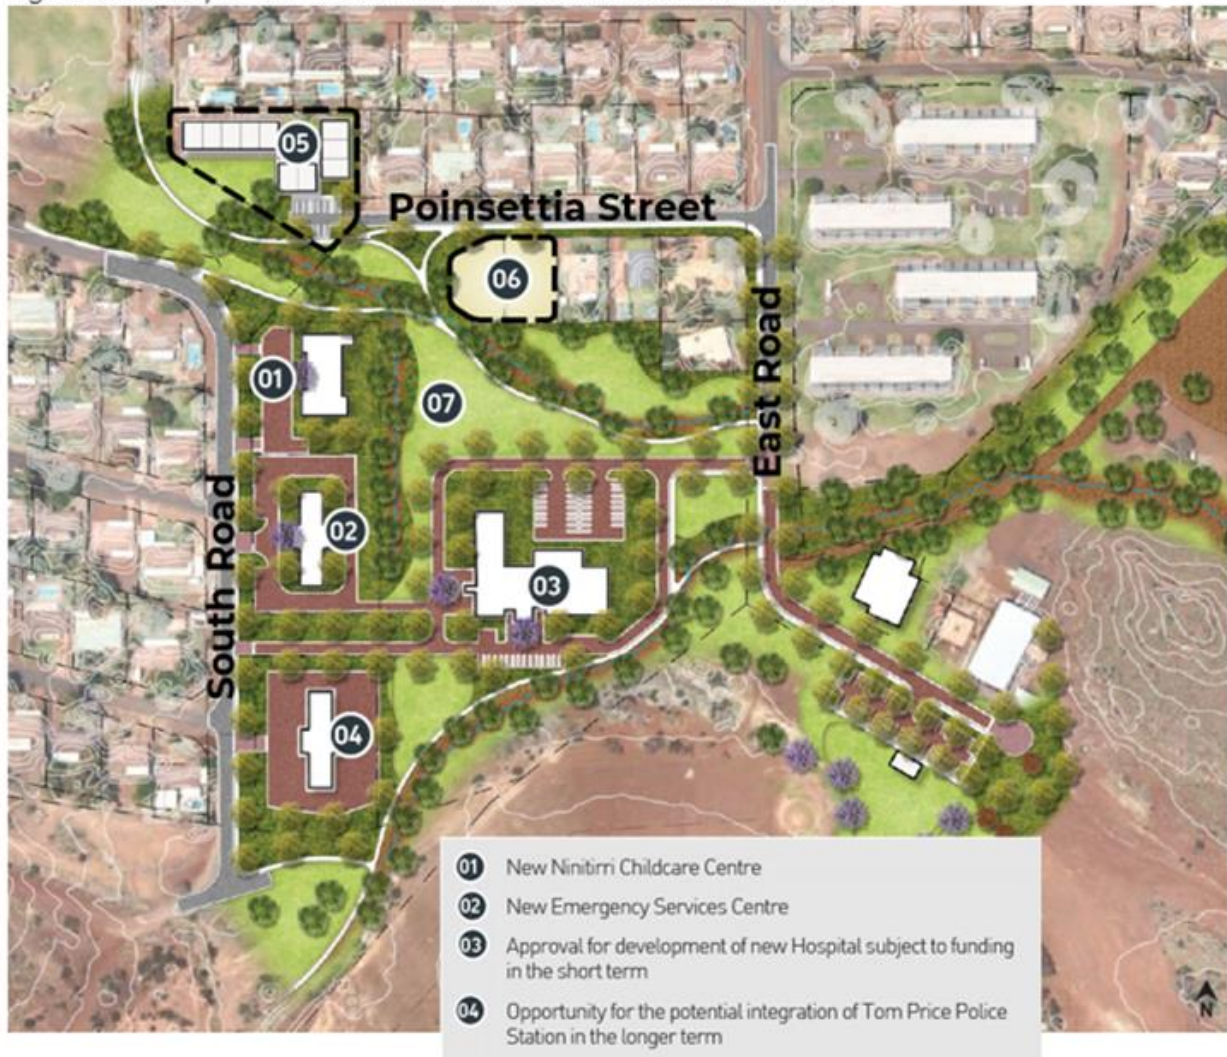 05
Poinsettia Street
06
01
07
East Road
South Road
02
03
04
01 New Ninitirri Childcare Centre
02 New Emergency Services Centre
03 Approval for development of new Hospital subject to funding
in the short term
04 Opportunity for the potential integration of Tom Price Police
Station in the longer term
N